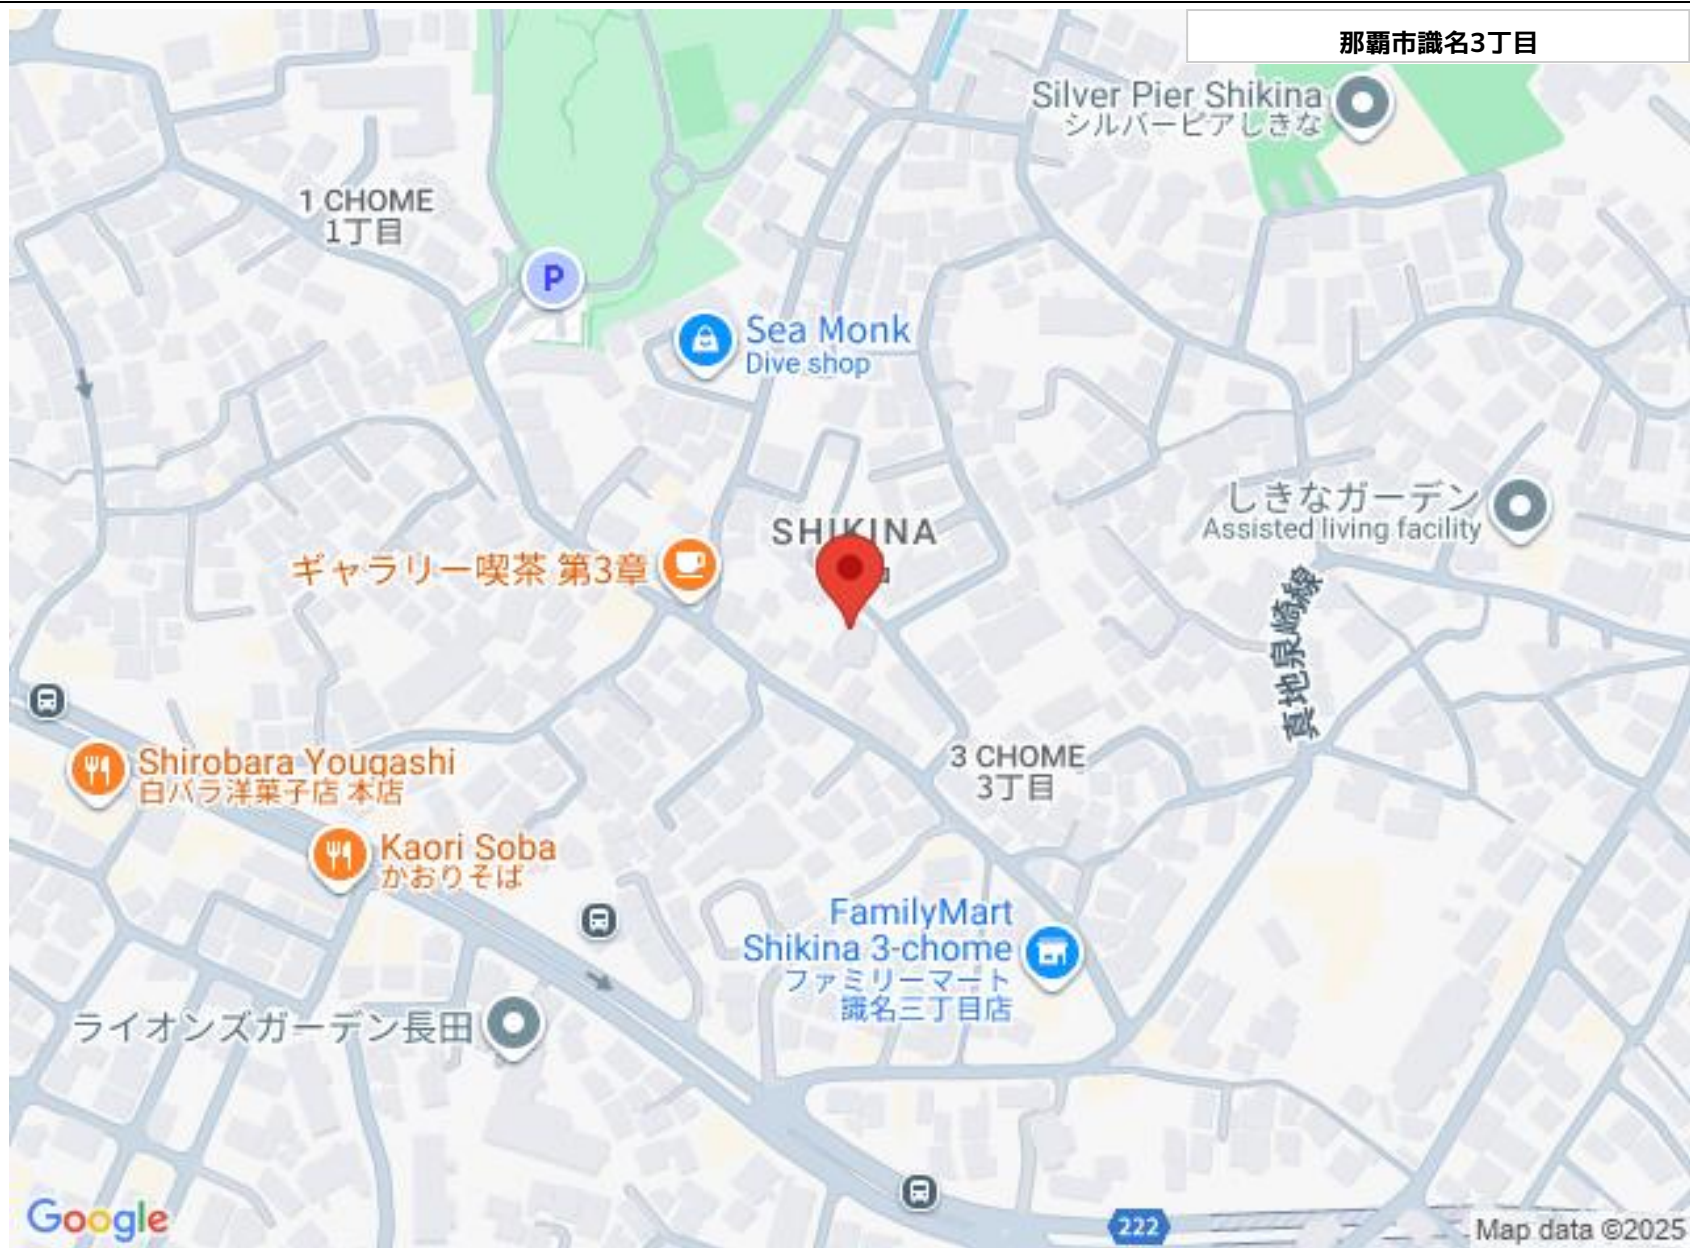 那覇市識名3丁目
Silver Pier Shikina
シルバーピアしきな
1 CHOME
1丁目
P
Sea Monk
Dive shop
しきなガーデン
Assisted living facility
SHIKINA
ギャラリー喫茶 第3章
真地泉崎線
Shirobara Yougashi
白バラ洋菓子店 本店
3 CHOME
3丁目
Kaori Soba
かおりそば
FamilyMart
Shikina 3-chome
ファミリーマート
識名三丁目店
ライオンズガーデン長田
222
Google
Map data ©2025